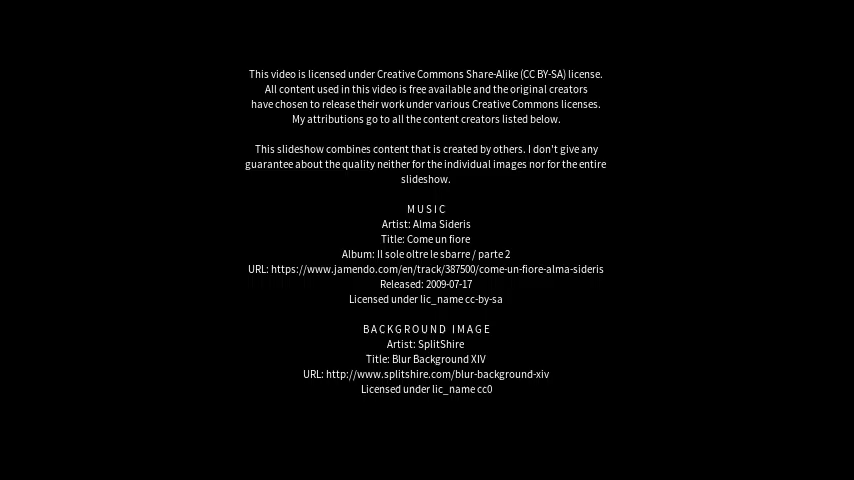 This video is licensed under Creative Commons Share-Alike (CC BY-SA) license.
All content used in this video is free available and the original creators
have chosen to release their work under various Creative Commons licenses.
My attributions go to all the content creators listed below.
This slideshow combines content that is created by others. I don't give any
guarantee about the quality neither for the individual images nor for the entire
slideshow.
MUSIC
Artist: Alma Sideris
Title: Come un fiore
Album: Il sole oltre le sbarre / parte 2
URL: https://www.jamendo.com/en/track/387500/come-un-fiore-alma-sideris
Released: 2009-07-17
Licensed under lic_name cc-by-sa
BACKGROUND IMAGE
Artist: SplitShire
Title: Blur Background XIV
URL: http://www.splitshire.com/blur-background-xiv
Licensed under lic_name cc0